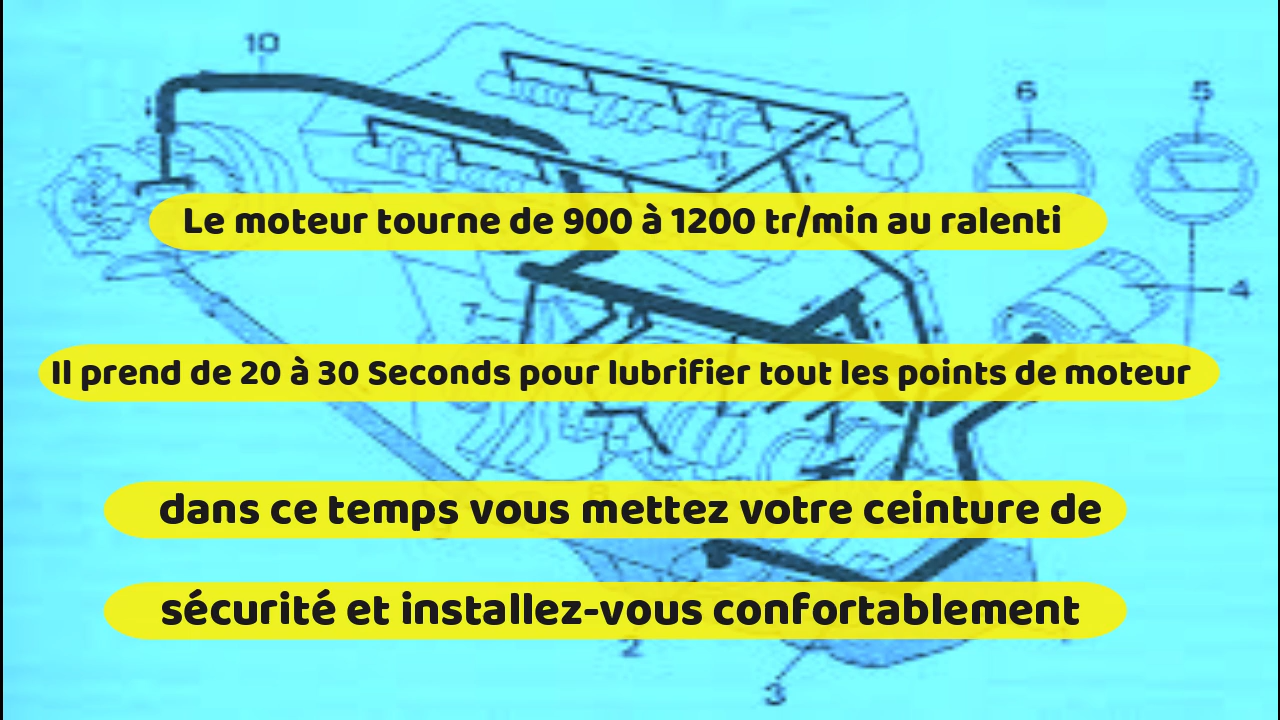 10
6 5
11
Le moteur tourne de 900 à 1200 tr/min au ralenti
4
7
Il prend de 20 à 30 Seconds pour lubrifier tout les points de moteur
dans ce temps vous mettez votre ceinture de
sécurité et installez-vous confortablement
2
3